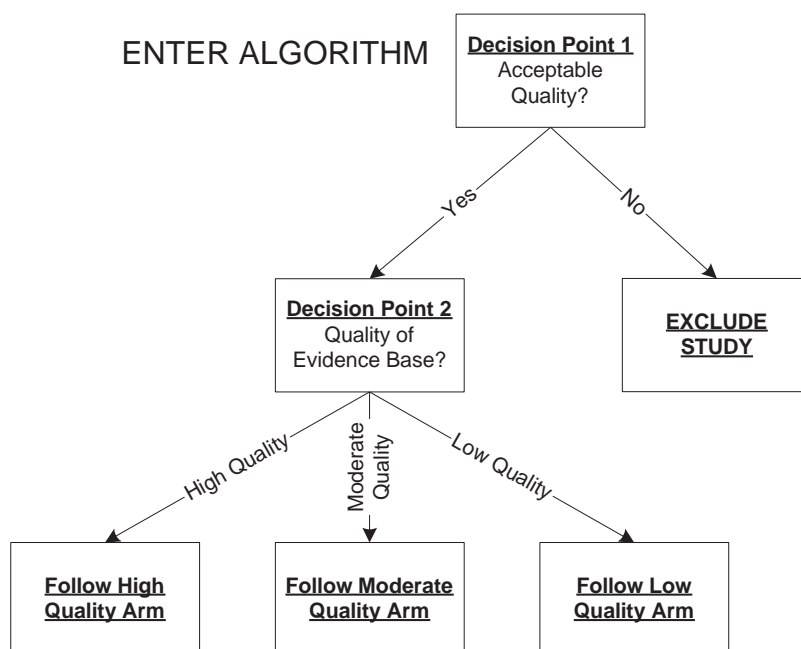 ENTER ALGORITHM
Decision Point 1
Acceptable
Quality?
Yes
No
Decision Point 2
Quality of
Evidence Base?
EXCLUDE
STUDY
High Quality
Moderate
Quality
Low Quality
Follow High
Quality Arm
Follow Moderate
Quality Arm
Follow Low
Quality Arm